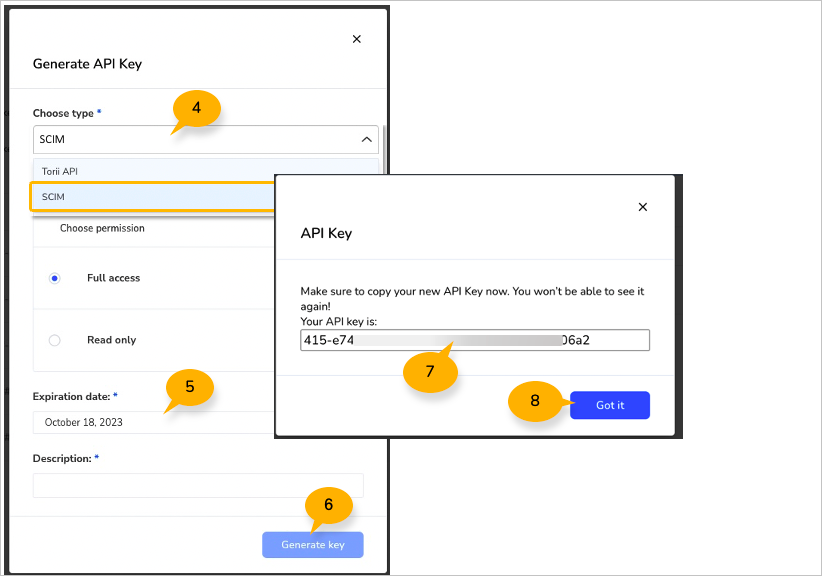 Generate API Key
Choose type *
4
SCIM
Torii API
SCIM
Choose permission
Full access
Read only
Expiration date: *
5
October 18, 2023
Description: *
6
Generate key
API Key
Make sure to copy your new API Key now. You won't be able to see it
again!
Your API key is:
415-e74 06a2
7
8
Got it